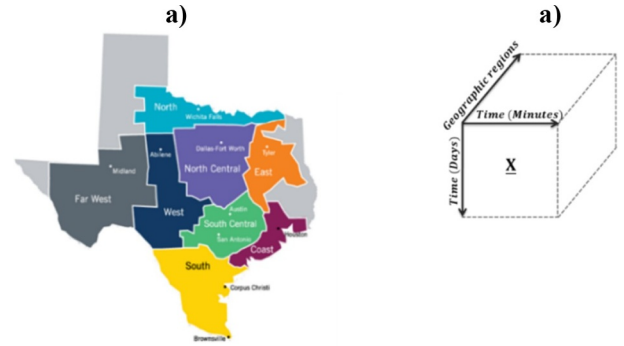 a)
a)
North
Wichita Falls
Dallas-Fort Worth
Abilene
Tyler
Midland
North Central
East
Far West
West
Austin
South Central
San Antonio
Houston
Coast
South
Corpus Christi
Brownsville
Geographic regions
Time (Minutes)
Time (Days)
X